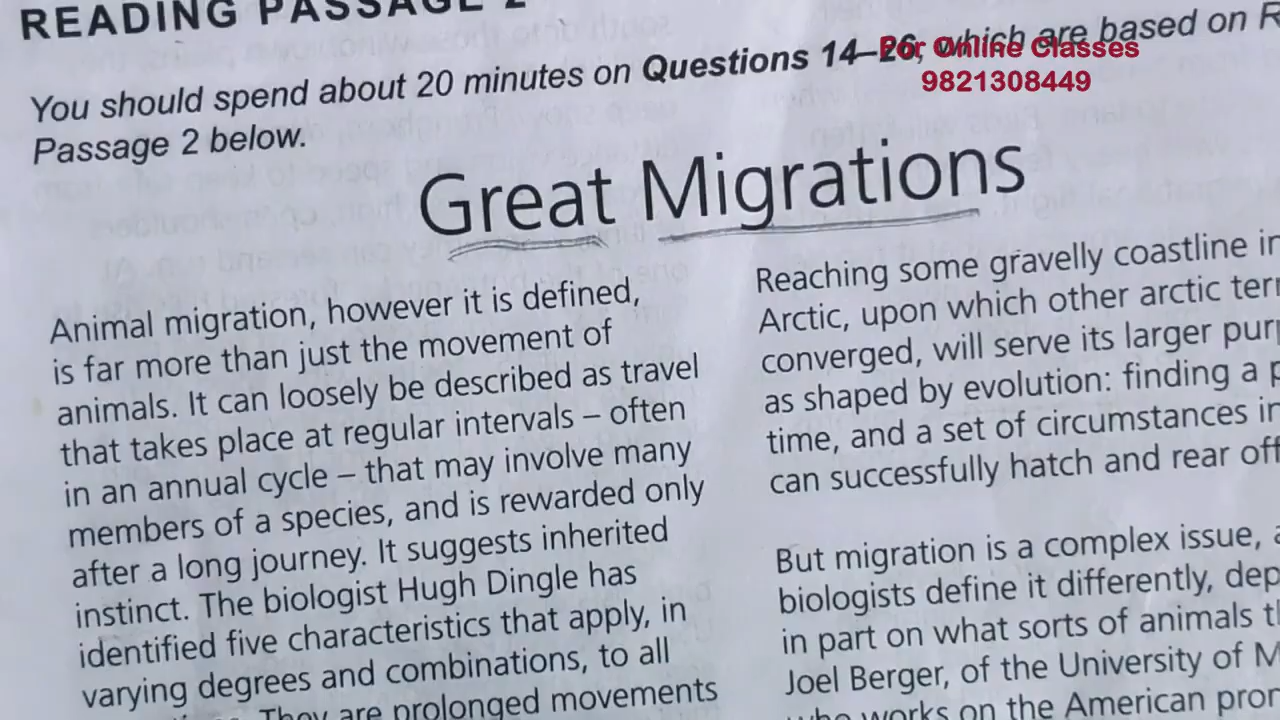 READING PASSAGE 2
You should spend about 20 minutes on Questions 14–26, which are based on
Passage 2 below.
For Online Classes
9821308449
Great Migrations
Animal migration, however it is defined,
is far more than just the movement of
animals. It can loosely be described as travel
that takes place at regular intervals – often
in an annual cycle – that may involve many
members of a species, and is rewarded only
after a long journey. It suggests inherited
instinct. The biologist Hugh Dingle has
identified five characteristics that apply, in
varying degrees and combinations, to all
They are prolonged movements
Reaching some gravelly coastline in
Arctic, upon which other arctic
converged, will serve its larger
as shaped by evolution: finding a
time, and a set of circumstances in
can successfully hatch and rear
But migration is a complex issue,
biologists define it differently,
in part on what sorts of animals
Joel Berger, of the University of
who works on the American